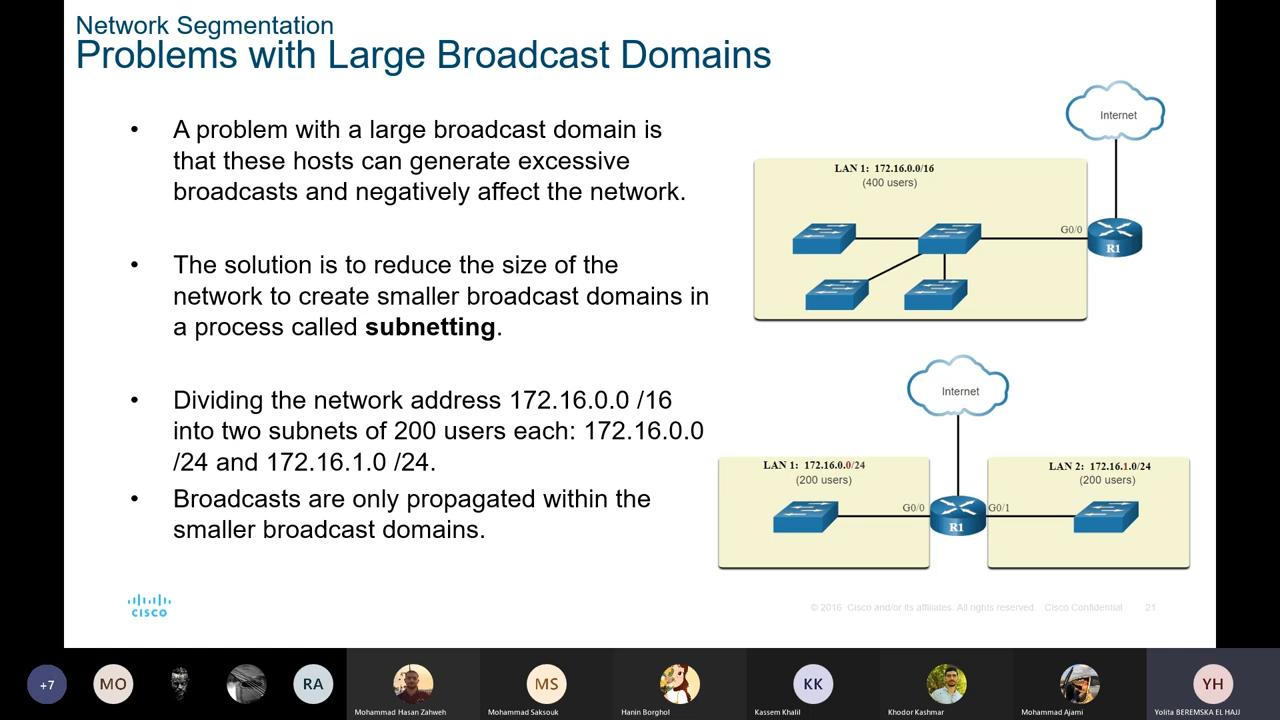 Network Segmentation
Problems with Large Broadcast Domains
• A problem with a large broadcast domain is
that these hosts can generate excessive
broadcasts and negatively affect the network.
• The solution is to reduce the size of the
network to create smaller broadcast domains in
a process called subnetting.
• Dividing the network address 172.16.0.0 /16
into two subnets of 200 users each: 172.16.0.0
/24 and 172.16.1.0 /24.
• Broadcasts are only propagated within the
smaller broadcast domains.
Internet
LAN 1: 172.16.0.0/16
(400 users)
G0/0
R1
Internet
LAN 1: 172.16.0.0/24
(200 users)
G0/0
R1
G0/1
LAN 2: 172.16.1.0/24
(200 users)
CISCO
© 2016 Cisco and/or its affiliates. All rights reserved. Cisco Confidential 21
+7
MO
RA
Mohammad Hasan Zahweh
MS
Mohammad Saksouk
Hanin Borghol
KK
Kassem Khalil
Khodor Kashmar
Mohammad Ajami
YH
Yolita BEREMSKA EL HAJJ